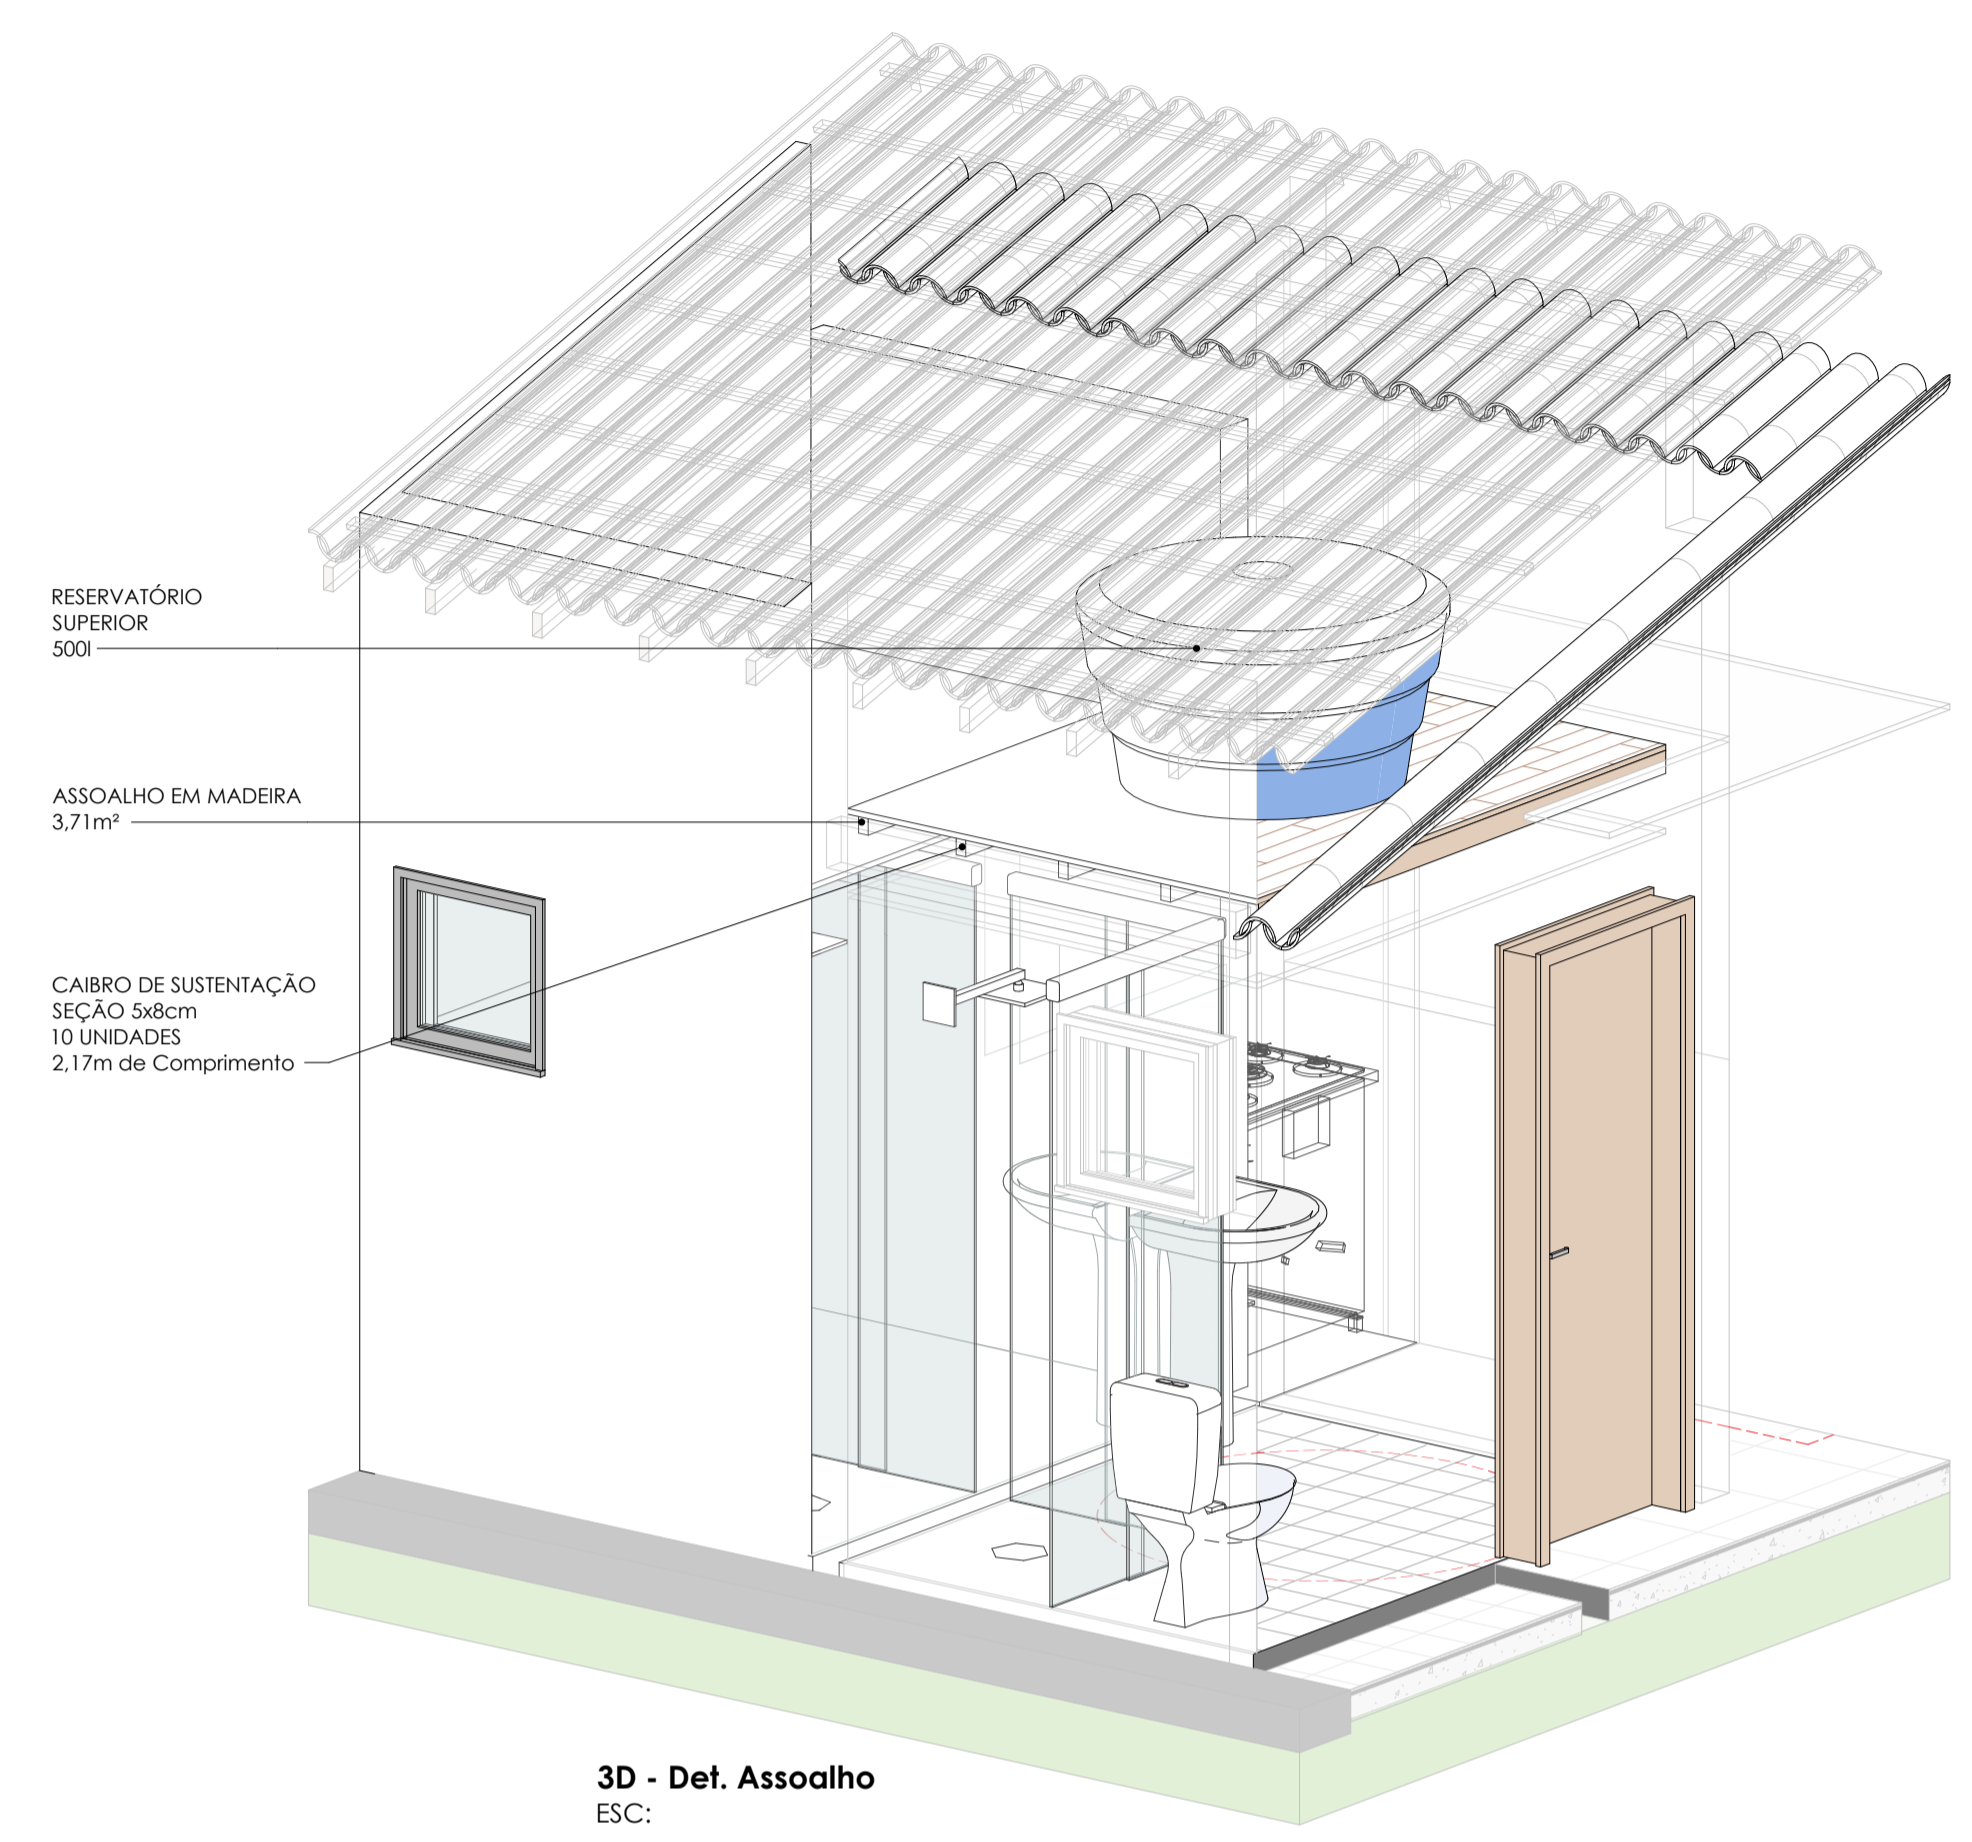 RESERVATÓRIO
SUPERIOR
500l
ASSOALHO EM MADEIRA
3,71m²
CAIBRO DE SUSTENTAÇÃO
SEÇÃO 5x8cm
10 UNIDADES
2,17m de Comprimento
3D - Det. Assoalho
ESC: